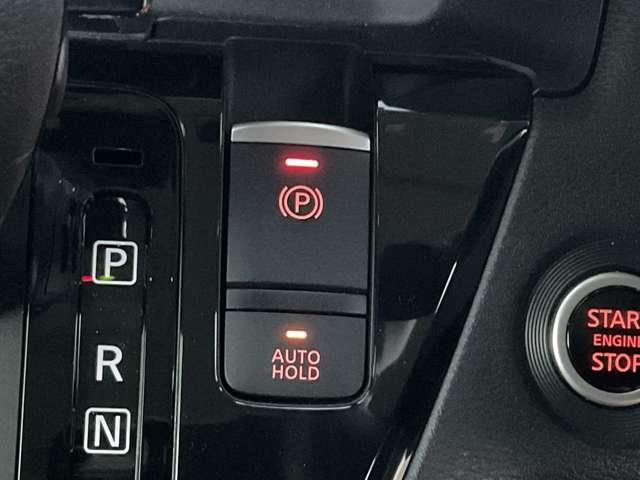 P
P
R
N
AUTO
HOLD
START
ENGINE
STOP